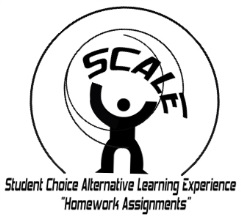 SCALE
Student Choice Alternative Learning Experience
"Homework Assignments"